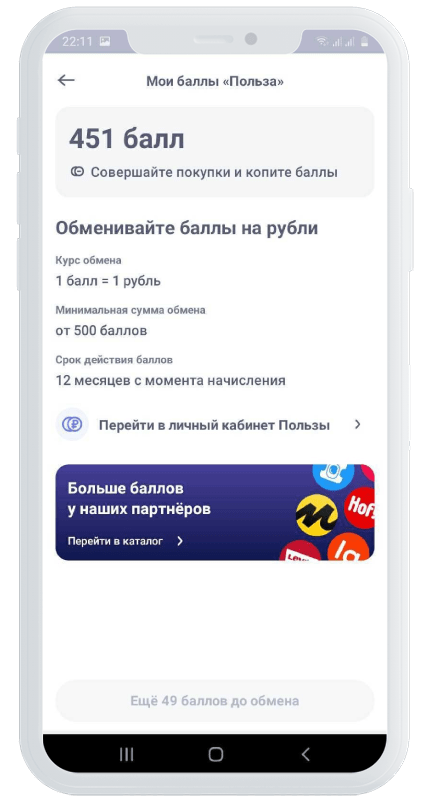 22:11
Мои баллы «Польза»
451 балл
Совершайте покупки и копите баллы
Обменивайте баллы на рубли
Курс обмена
1 балл = 1 рубль
Минимальная сумма обмена
от 500 баллов
Срок действия баллов
12 месяцев с момента начисления
Перейти в личный кабинет Пользы
Больше баллов
у наших партнёров
Hoff
la
Перейти в каталог
Ещё 49 баллов до обмена